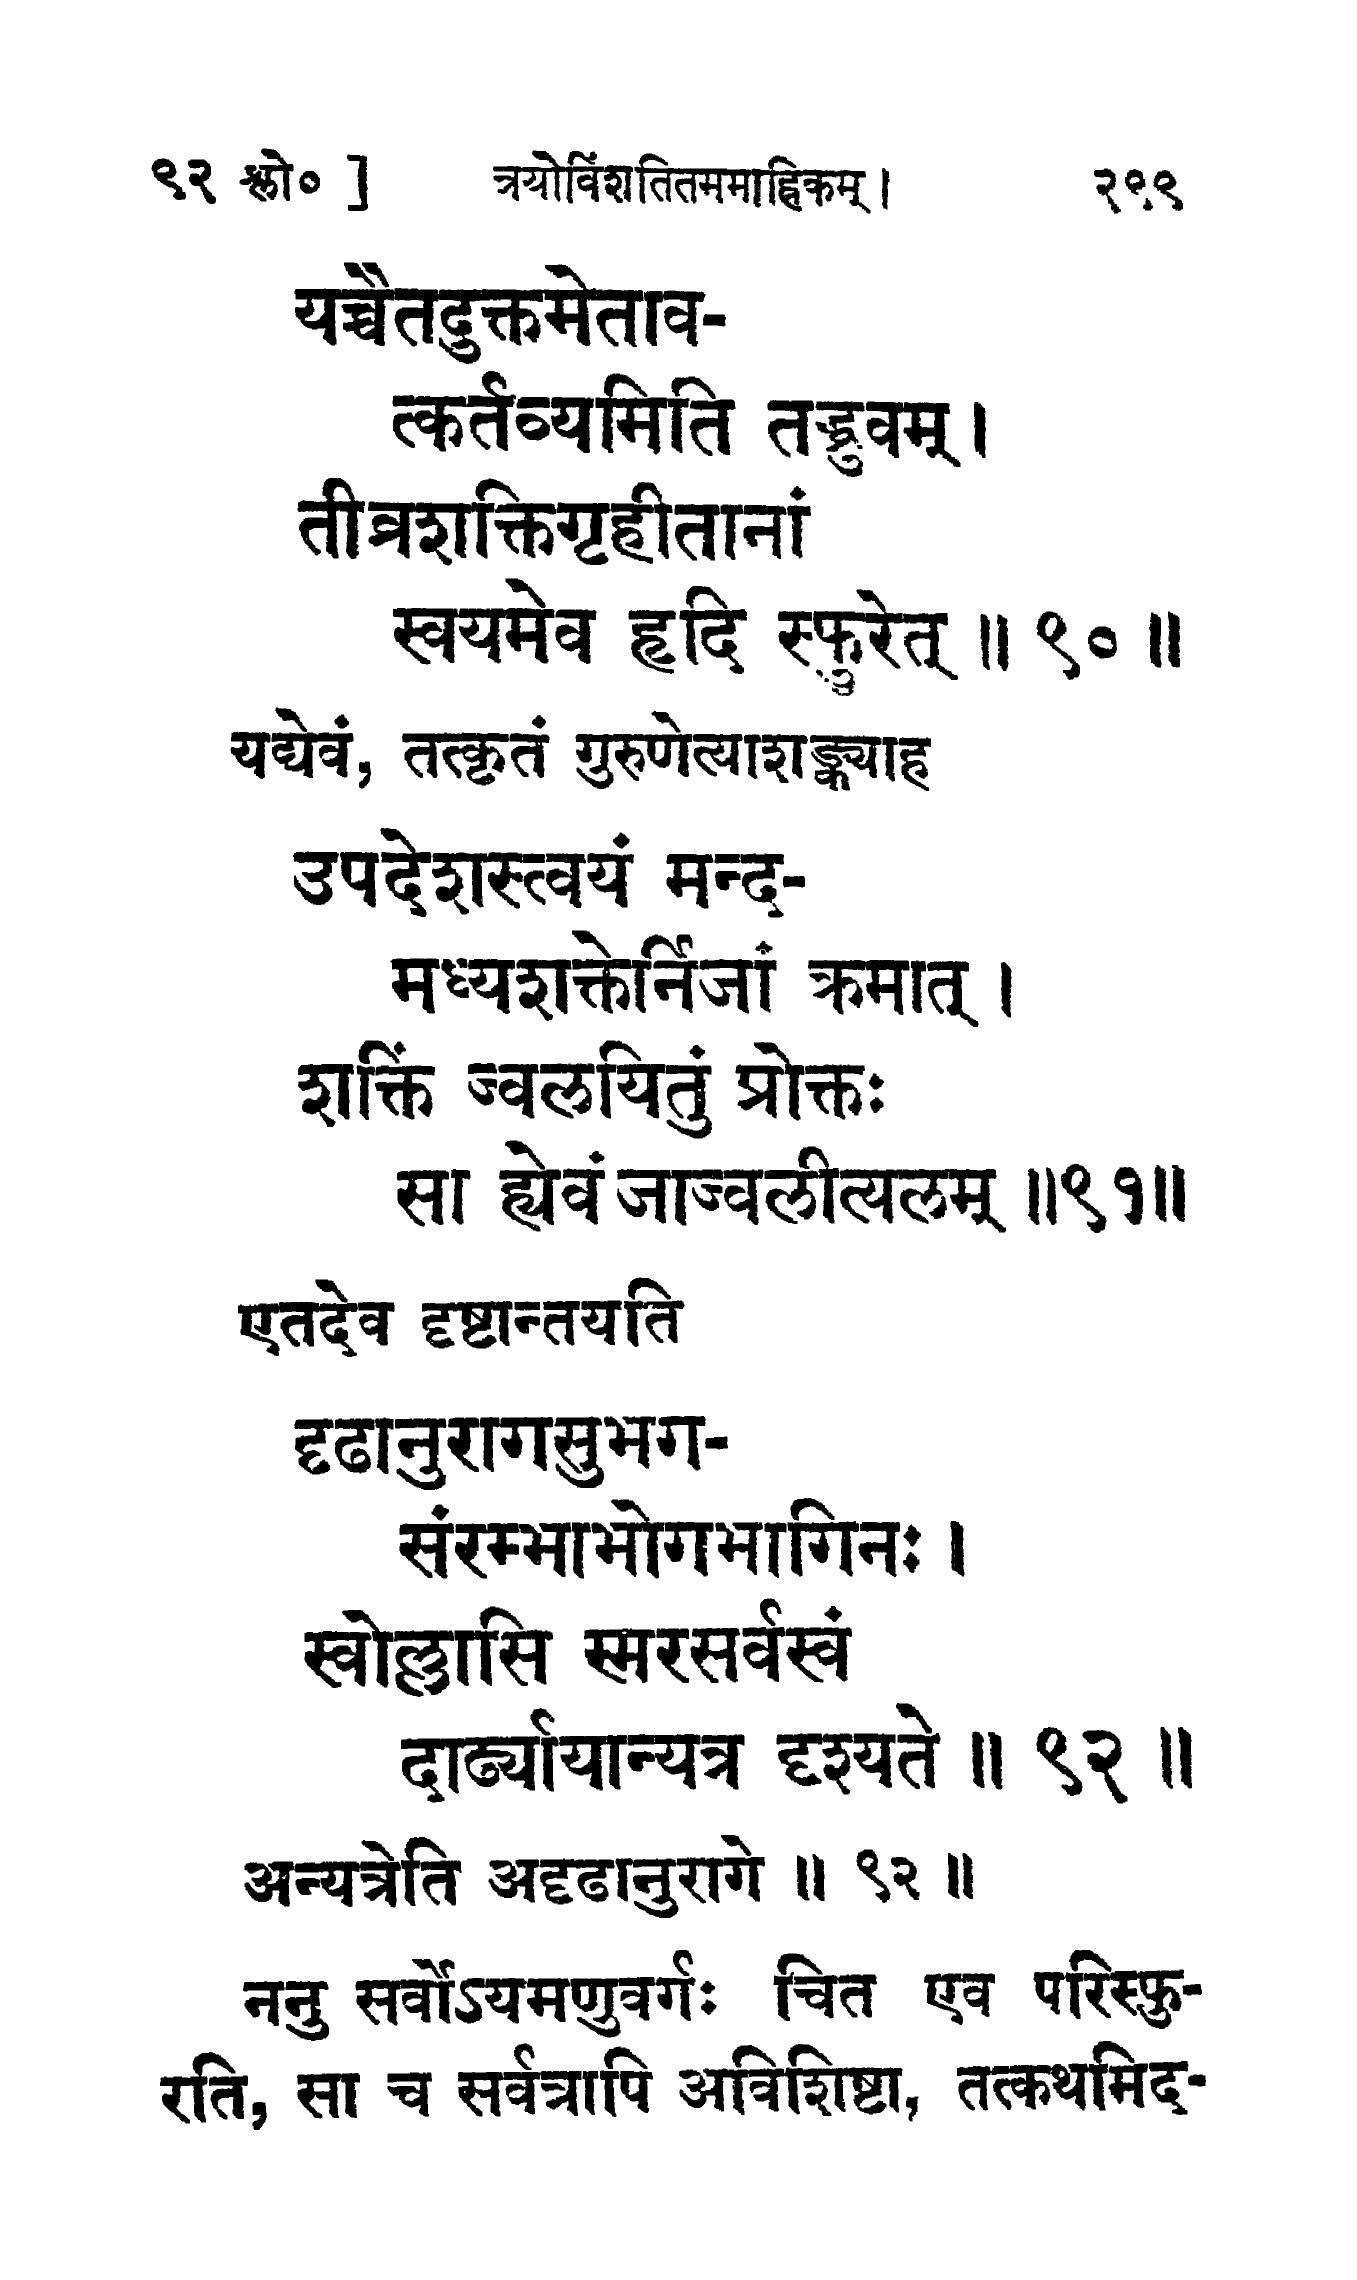 ९२ श्लो० ] त्रयोर्विंशतितममाह्निकम् । २९९
यच्चैतदुक्तमेताव-
त्कर्तव्यमिति तद्ध्रुवम् ।
तीव्रशक्तिगृहीतानां
स्वयमेव हृदि स्फुरेत् ॥ ९० ॥
यद्येवं, तत्कृतं गुरुणेत्याशङ्क्याह
उपदेशस्त्वयं मन्द-
मध्यशक्तेर्निजां क्रमात् ।
शक्तिं ज्वलयितुं प्रोक्तः
सा ह्येवं जाज्वलीत्यलम् ॥९१॥
एतदेव दृष्टान्तयति
दृढानुरागसुभग-
संरम्भाभोगभागिनः ।
स्वोल्लासि स्मरसर्वस्वं
दार्ढ्यायान्यत्र दृश्यते ॥ ९२ ॥
अन्यत्रेति अदृढानुरागे ॥ ९२ ॥
ननु सर्वोऽयमणुवर्गः चित एव परिस्फु-
रति, सा च सर्वत्रापि अविशिष्टा, तत्कथमिद-